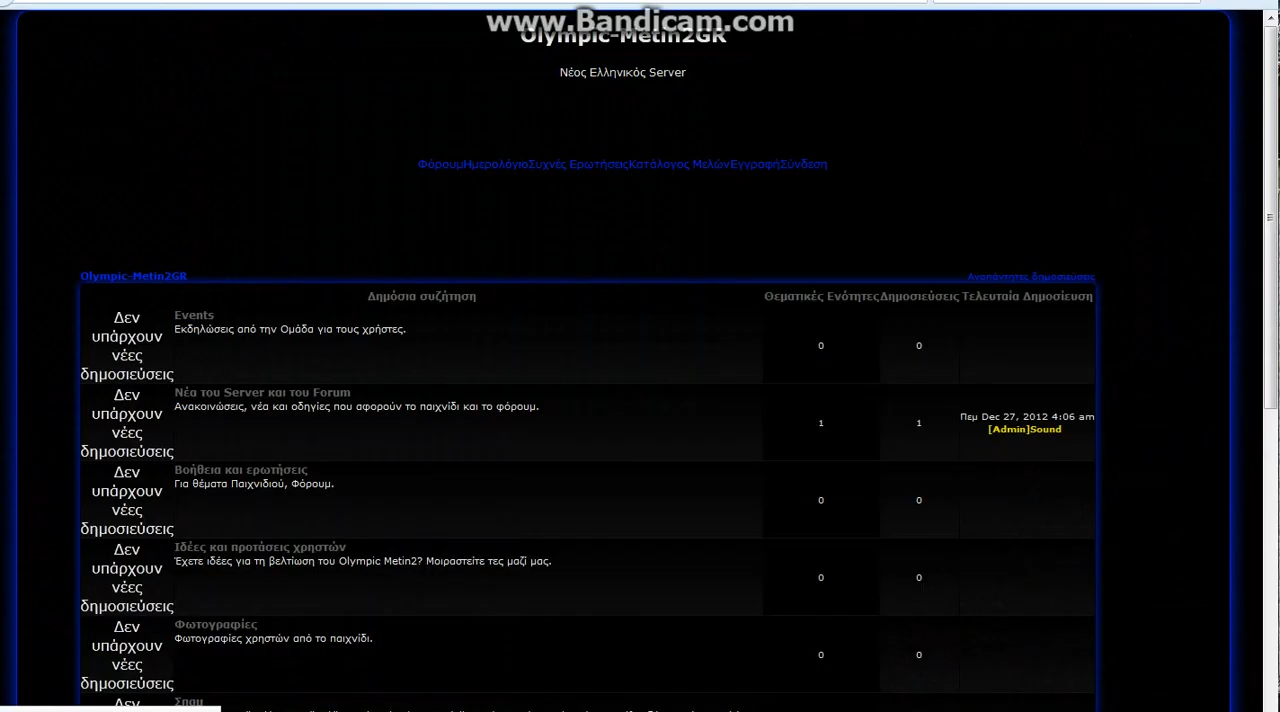 www.Bandicam.com
Olympic-Metin2GR
Νέος Ελληνικός Server
ΦόρουμΗμερολόγιοΣυχνές ΕρωτήσειςΚατάλογος ΜελώνΕγγραφήΣύνδεση
Olympic-Metin2GR Αναπάντητες δημοσιεύσεις
Δημόσια συζήτηση Θεματικές Ενότητες Δημοσιεύσεις Τελευταία Δημοσίευση
Δεν
υπάρχουν
νέες
δημοσιεύσεις
Events
Εκδηλώσεις από την Ομάδα για τους χρήστες.
0 0
Δεν
υπάρχουν
νέες
δημοσιεύσεις
Νέα του Server και του Forum
Ανακοινώσεις, νέα και οδηγίες που αφορούν το παιχνίδι και το φόρουμ.
1 1
Πεμ Dec 27, 2012 4:06 am
[Admin]Sound
Δεν
υπάρχουν
νέες
δημοσιεύσεις
Βοήθεια και ερωτήσεις
Για θέματα Παιχνιδιού, Φόρουμ.
0 0
Δεν
υπάρχουν
νέες
δημοσιεύσεις
Ιδέες και προτάσεις χρηστών
Έχετε ιδέες για τη βελτίωση του Olympic Metin2? Μοιραστείτε τες μαζί μας.
0 0
Δεν
υπάρχουν
νέες
δημοσιεύσεις
Φωτογραφίες
Φωτογραφίες χρηστών από το παιχνίδι.
0 0
Δεν
Σπαμ